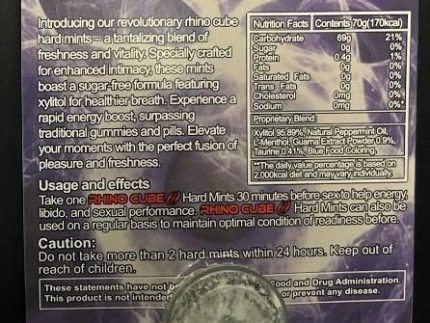 Introducing our revolutionary rhino cube
hard mints – a tantalizing blend of
freshness and vitality. Specially crafted
for enhanced intimacy, these mints
boast a sugar-free formula featuring
xylitol for healthier breath. Experience a
rapid energy boost, surpassing
traditional gummies and pills. Elevate
your moments with the perfect fusion of
pleasure and freshness.
Nutrition Facts Contents 70g(170kcal)
Carbohydrate 69g 21%
Sugar 0g 0%
Protein 0.4g 1%
Fats 0g 0%
Saturated Fats 0g 0%
Trans Fats 0g 0%
Cholesterol 0mg 0%
Sodium 0mg 0%*
Proprietary Blend:
Xylitol 95.89%, Natural Peppermint Oil,
L-Menthol, Guarna Extract Powder 0.9%,
Taurine 0.41%, Blue Food Coloring,
**The daily value percentage is based on
2,000kcal diet and may vary individually
Usage and effects
Take one RHINO CUBE Hard Mints 30 minutes before sex to help energy,
libido, and sexual performance. RHINO CUBE Hard Mints can also be
used on a regular basis to maintain optimal condition of readiness before.
Caution:
Do not take more than 2 hard mints within 24 hours. Keep out of
reach of children.
These statements have not Food and Drug Administration.
This product is not intended or prevent any disease.